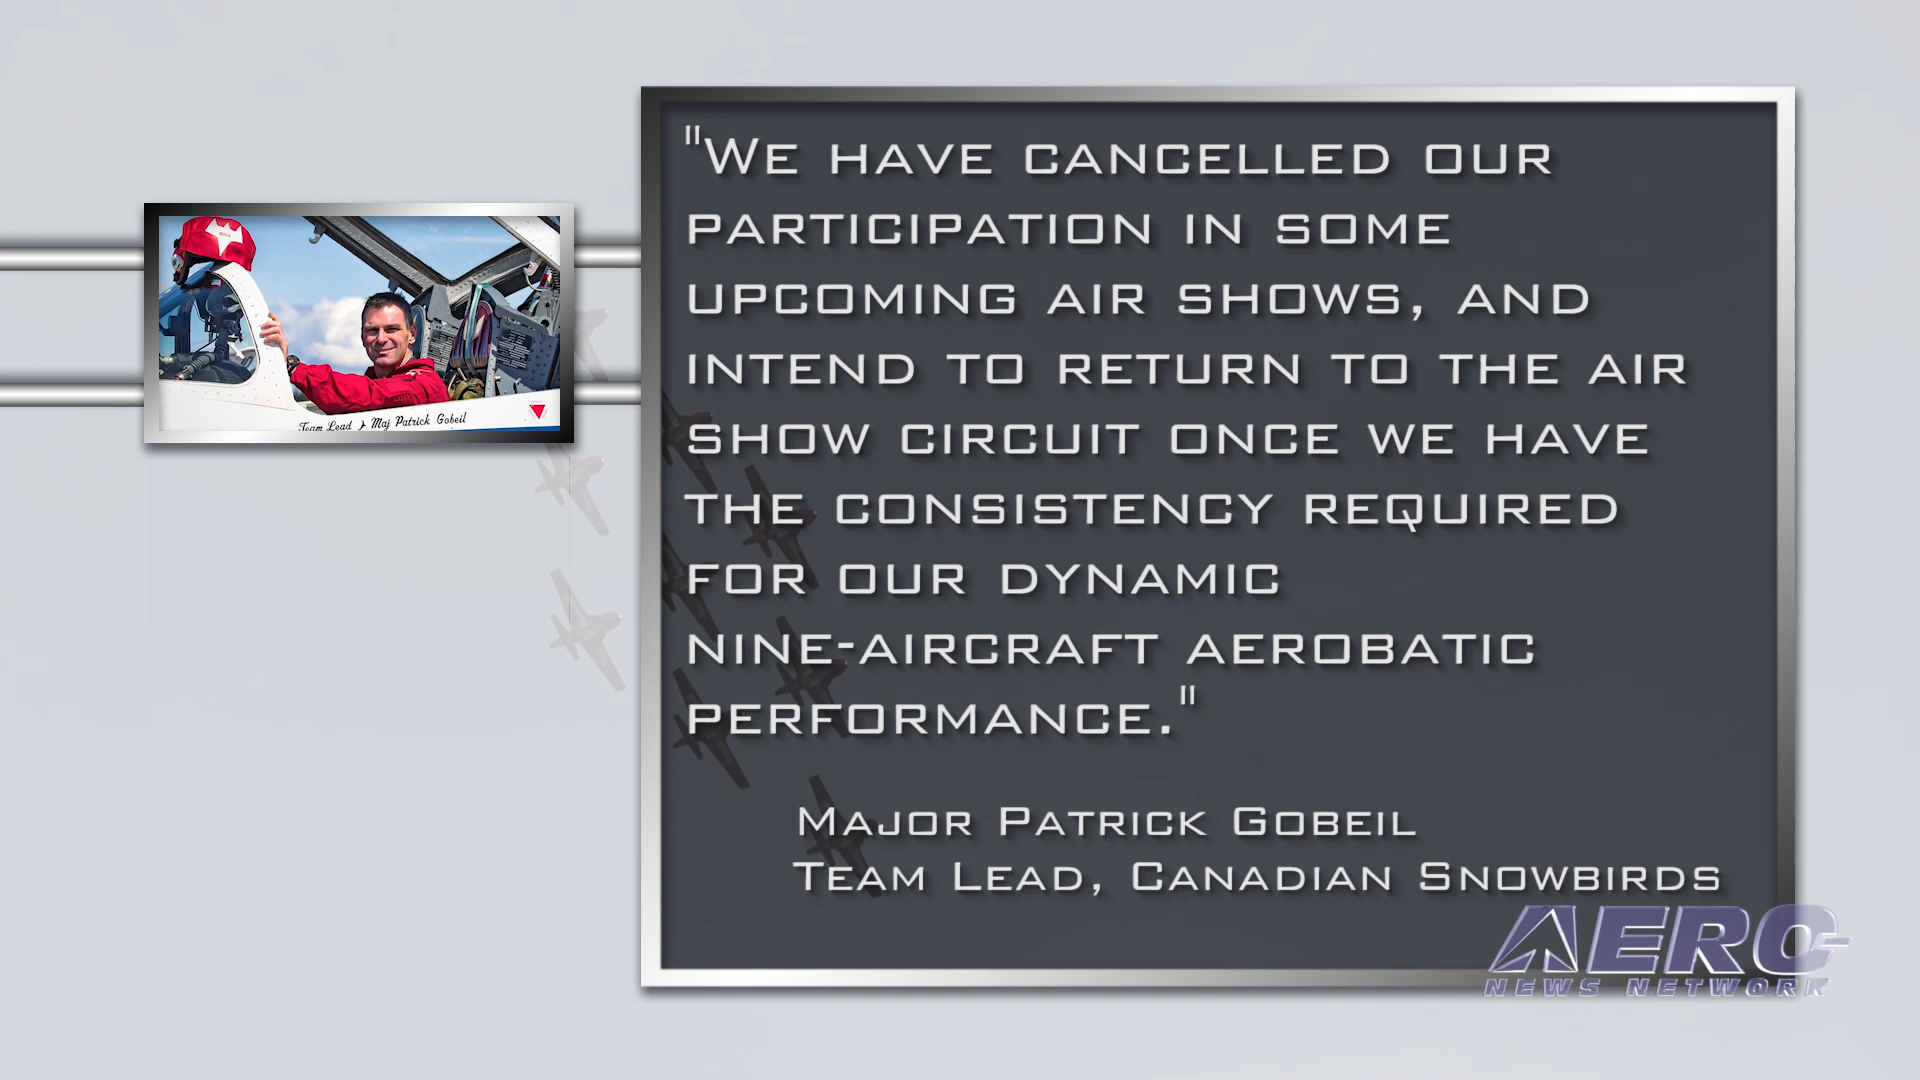 "We have cancelled our
participation in some
upcoming air shows, and
intend to return to the air
show circuit once we have
the consistency required
for our dynamic
nine-aircraft aerobatic
performance."
Major Patrick Gobeil
Team Lead, Canadian Snowbirds
Team Lead Maj Patrick Gobeil
AERO-
NEWS NETWORK